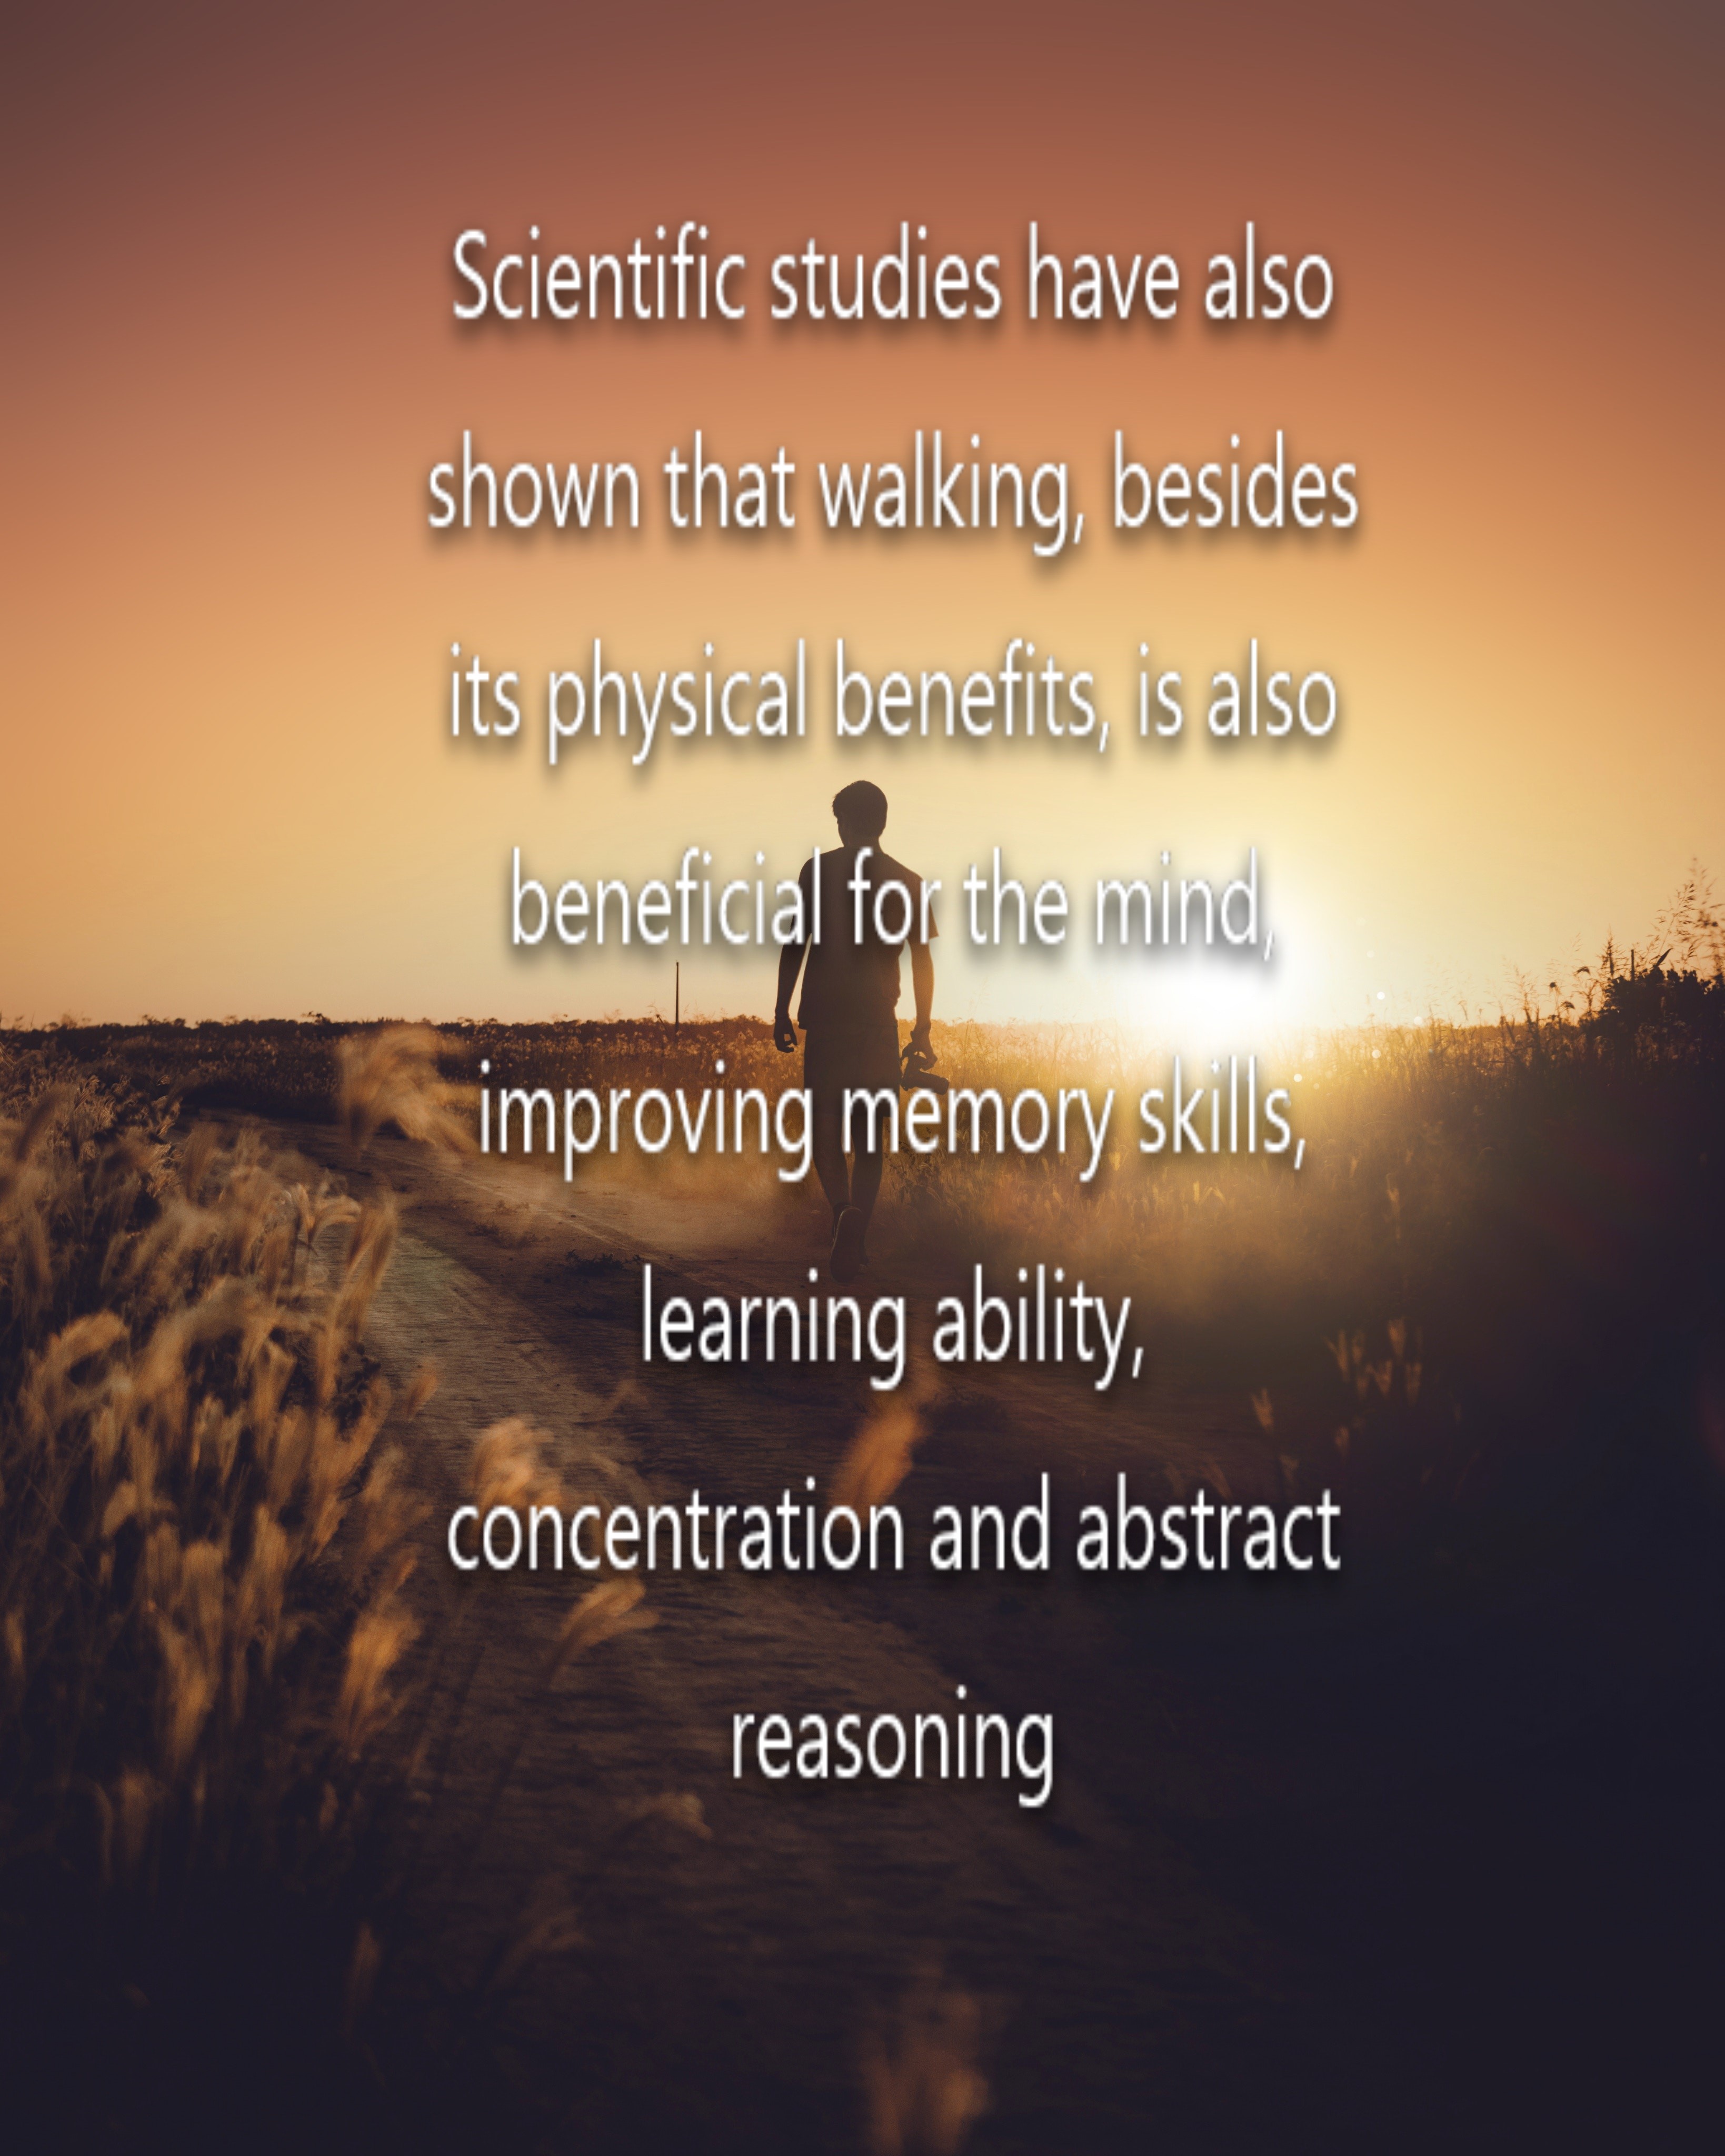 Scientific studies have also
shown that walking, besides
its physical benefits, is also
beneficial for the mind,
improving memory skills,
learning ability,
concentration and abstract
reasoning